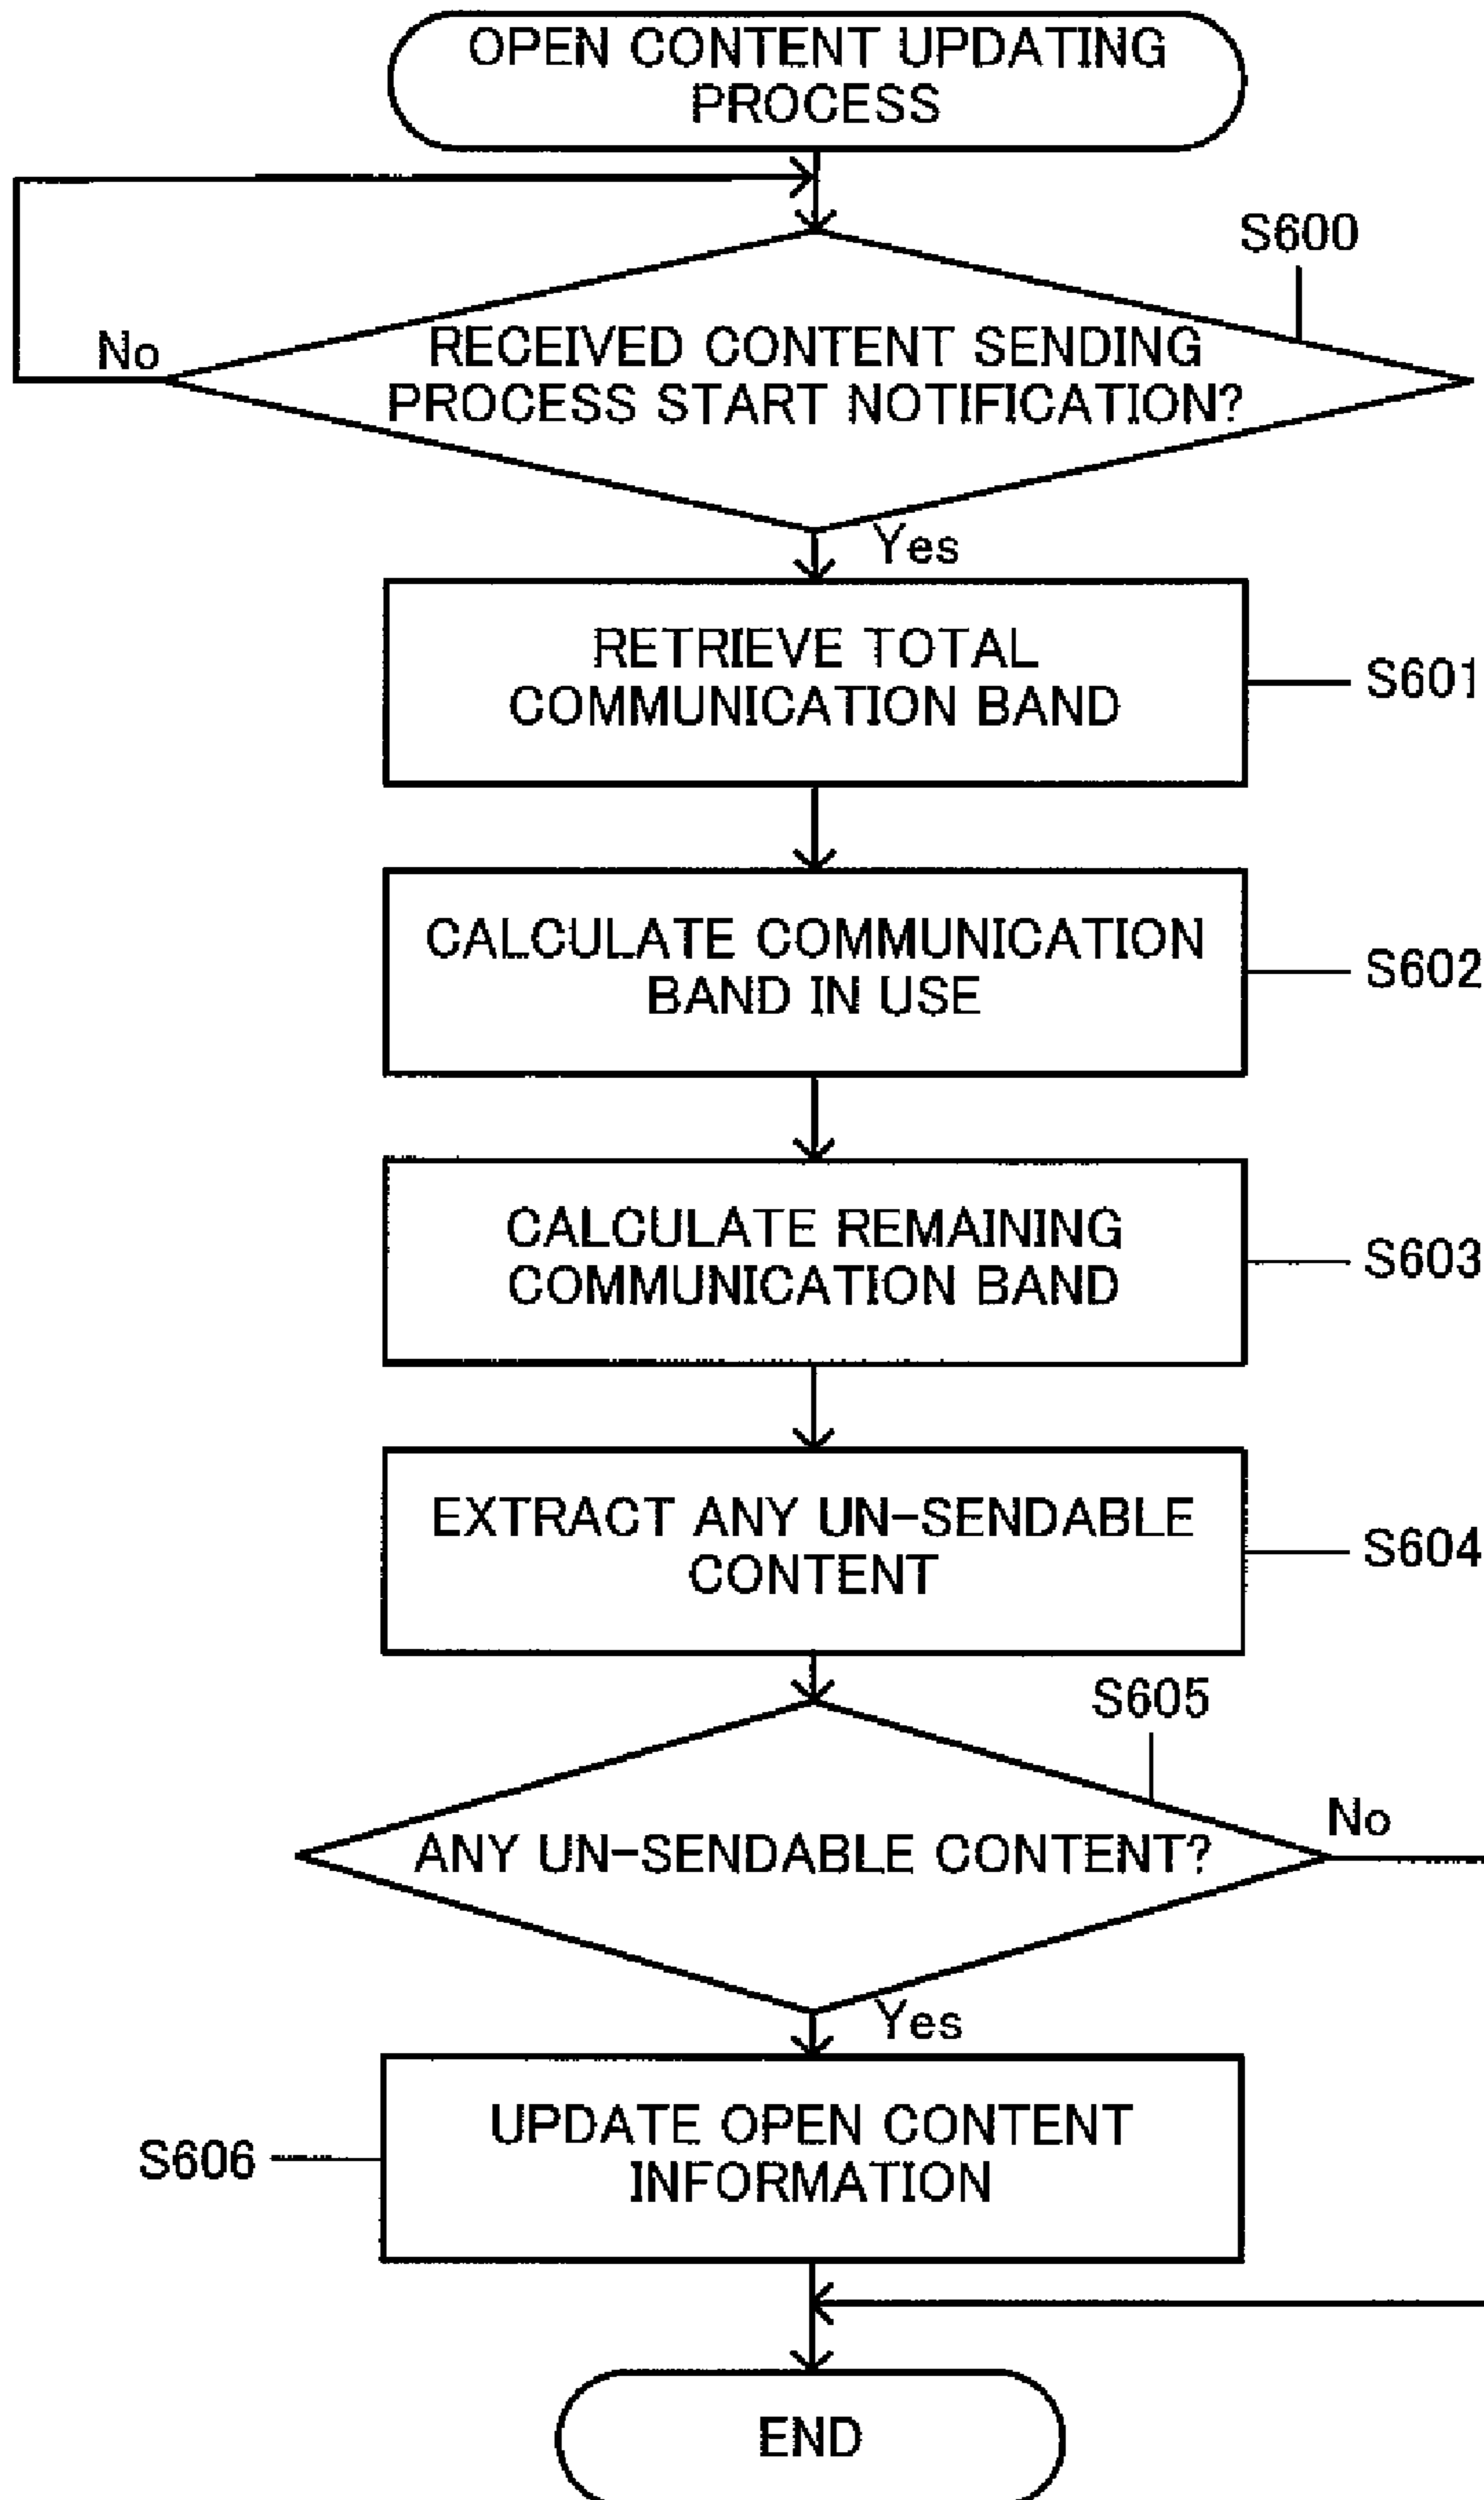 OPEN CONTENT UPDATING
PROCESS
S600
No
RECEIVED CONTENT SENDING
PROCESS START NOTIFICATION?
Yes
RETRIEVE TOTAL
COMMUNICATION BAND
S601
CALCULATE COMMUNICATION
BAND IN USE
S602
CALCULATE REMAINING
COMMUNICATION BAND
S603
EXTRACT ANY UN-SENDABLE
CONTENT
S604
S605
No
ANY UN-SENDABLE CONTENT?
Yes
UPDATE OPEN CONTENT
INFORMATION
S606
END